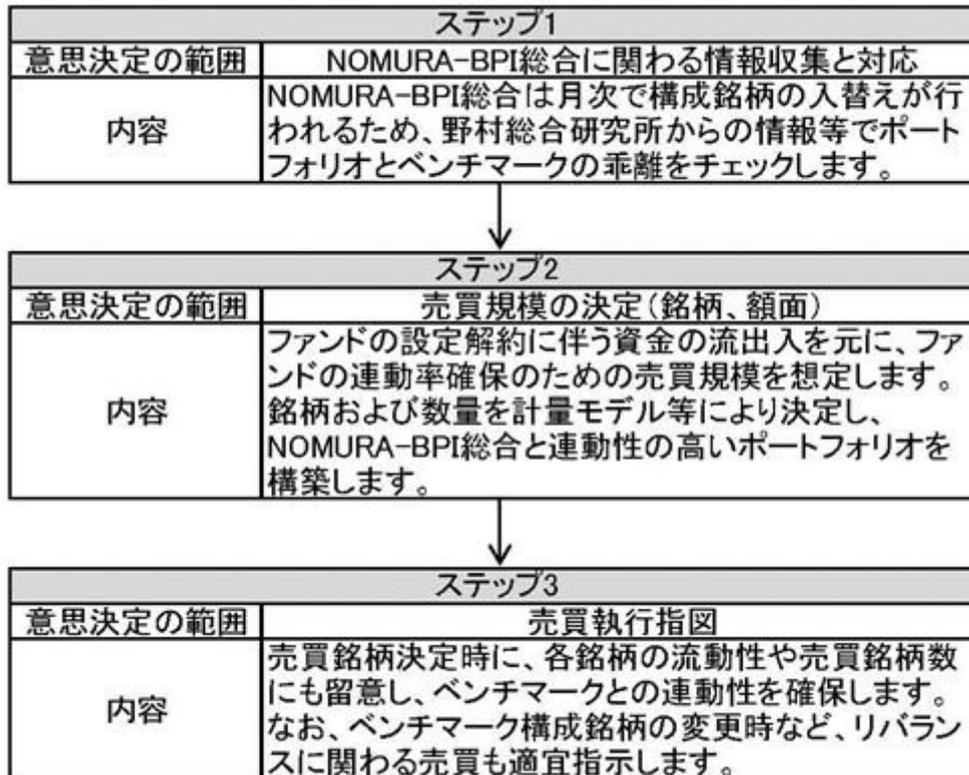 ステップ1
意思決定の範囲 NOMURA-BPI総合に関わる情報収集と対応
内容
NOMURA-BPI総合は月次で構成銘柄の入替えが行
われるため、野村総合研究所からの情報等でポート
フォリオとベンチマークの乖離をチェックします。
ステップ2
意思決定の範囲 売買規模の決定(銘柄、額面)
内容
ファンドの設定解約に伴う資金の流出入を元に、ファ
ンドの連動率確保のための売買規模を想定します。
銘柄および数量を計量モデル等により決定し、
NOMURA-BPI総合と連動性の高いポートフォリオを
構築します。
ステップ3
意思決定の範囲 売買執行指図
内容
売買銘柄決定時に、各銘柄の流動性や売買銘柄数
にも留意し、ベンチマークとの連動性を確保します。
なお、ベンチマーク構成銘柄の変更時など、リバラン
スに関わる売買も適宜指示します。